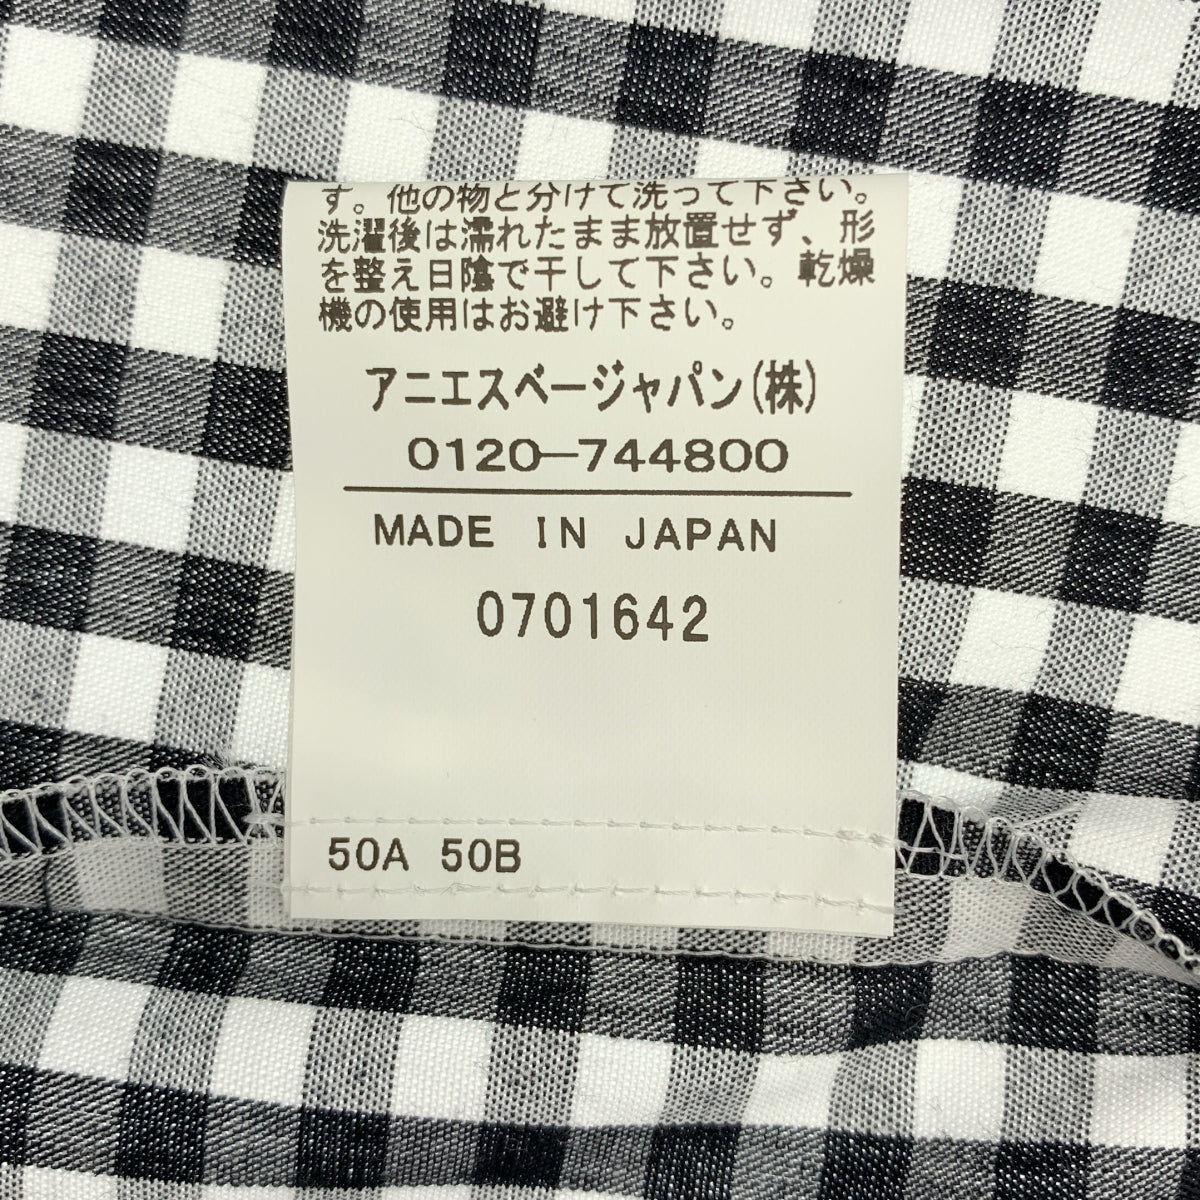 す。他の物と分けて洗って下さい。
洗濯後は濡れたまま放置せず、形
を整え日陰で干して下さい。乾燥
機の使用はお避け下さい。
アニエスベージャパン(株)
0120-744800
MADE IN JAPAN
0701642
50A 50B